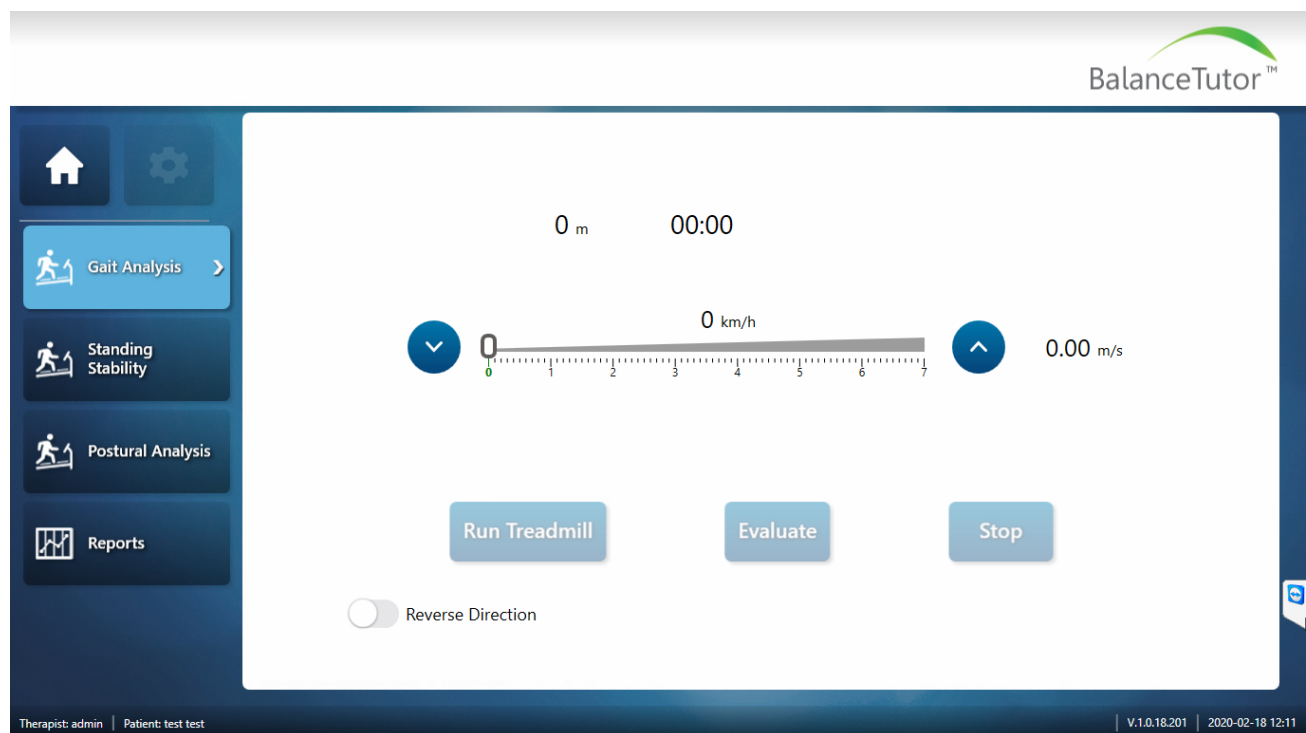 BalanceTutor™
Gait Analysis
Standing
Stability
Postural Analysis
Reports
0 m 00:00
0 km/h
0 1 2 3 4 5 6 7
0.00 m/s
Run Treadmill Evaluate Stop
Reverse Direction
Therapist: admin | Patient: test test | V.1.0.18.201 | 2020-02-18 12:11